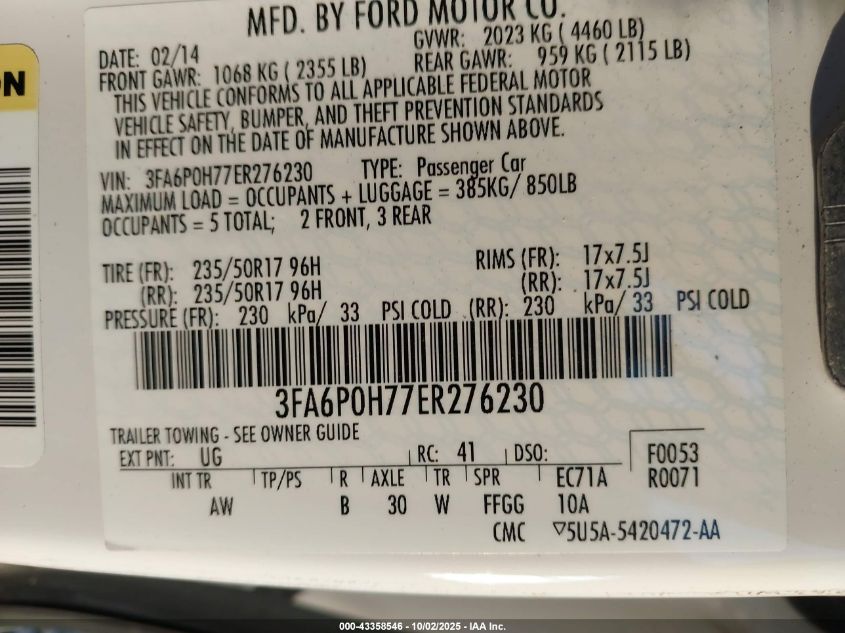 MFD. BY FORD MOTOR CO.
DATE: 02/14 GVWR: 2023 KG ( 4460 LB)
FRONT GAWR: 1068 KG ( 2355 LB) REAR GAWR: 959 KG ( 2115 LB)
THIS VEHICLE CONFORMS TO ALL APPLICABLE FEDERAL MOTOR
VEHICLE SAFETY, BUMPER, AND THEFT PREVENTION STANDARDS
IN EFFECT ON THE DATE OF MANUFACTURE SHOWN ABOVE.
VIN: 3FA6P0H77ER276230 TYPE: Passenger Car
MAXIMUM LOAD = OCCUPANTS + LUGGAGE = 385KG/ 850LB
OCCUPANTS = 5 TOTAL; 2 FRONT, 3 REAR
TIRE (FR): 235/50R17 96H RIMS (FR): 17x7.5J
(RR): 235/50R17 96H (RR): 17x7.5J
PRESSURE (FR): 230 kPa/ 33 PSI COLD (RR): 230 kPa/ 33 PSI COLD
3FA6P0H77ER276230
TRAILER TOWING - SEE OWNER GUIDE
EXT PNT: UG RC: 41 DSO: F0053
INT TR TP/PS R AXLE TR SPR EC71A R0071
AW B 30 W FFGG 10A
CMC ▽5U5A-5420472-AA
000-43358546 - 10/02/2025 - IAA Inc.